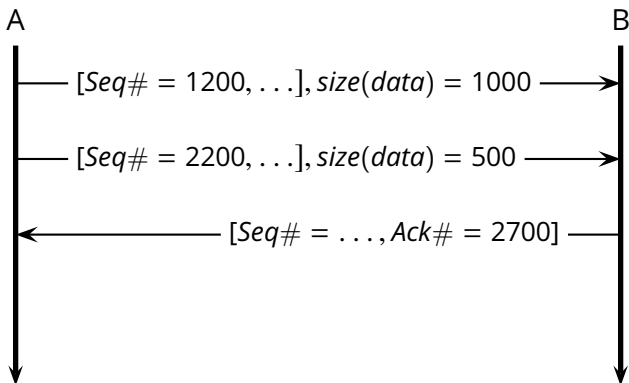 A B
[Seq# = 1200, ...], size(data) = 1000
[Seq# = 2200, ...], size(data) = 500
[Seq# = ..., Ack# = 2700]